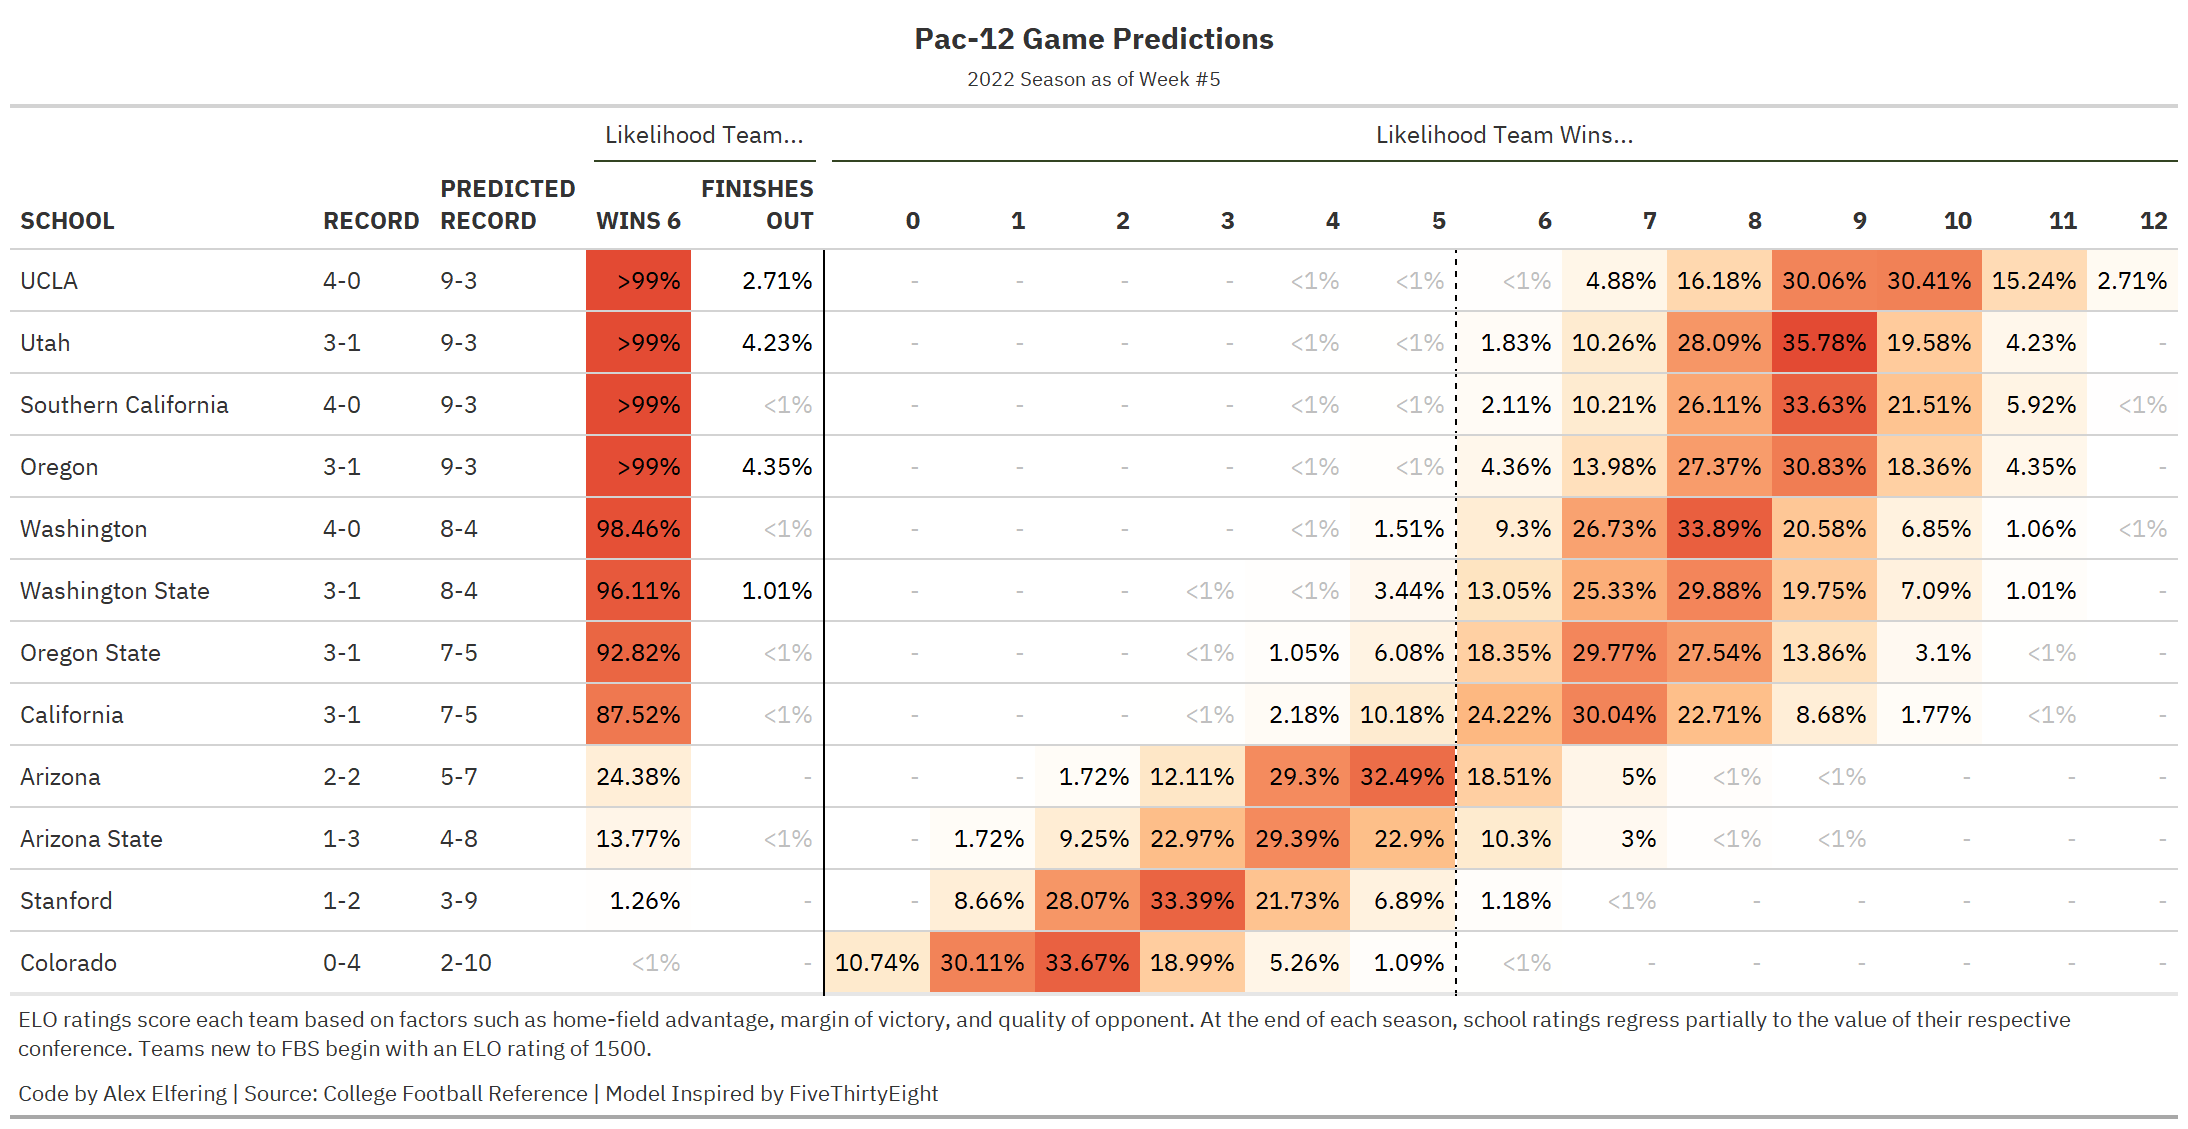 Pac-12 Game Predictions
2022 Season as of Week #5
Likelihood Team... Likelihood Team Wins...
PREDICTED FINISHES
SCHOOL RECORD RECORD WINS 6 OUT 0 1 2 3 4 5 6 7 8 9 10 11 12
UCLA 4-0 9-3 >99% 2.71% - - - - <1% <1% <1% 4.88% 16.18% 30.06% 30.41% 15.24% 2.71%
Utah 3-1 9-3 >99% 4.23% - - - - <1% <1% 1.83% 10.26% 28.09% 35.78% 19.58% 4.23% -
Southern California 4-0 9-3 >99% <1% - - - - <1% <1% 2.11% 10.21% 26.11% 33.63% 21.51% 5.92% <1%
Oregon 3-1 9-3 >99% 4.35% - - - - <1% <1% 4.36% 13.98% 27.37% 30.83% 18.36% 4.35% -
Washington 4-0 8-4 98.46% <1% - - - - <1% 1.51% 9.3% 26.73% 33.89% 20.58% 6.85% 1.06% <1%
Washington State 3-1 8-4 96.11% 1.01% - - - <1% <1% 3.44% 13.05% 25.33% 29.88% 19.75% 7.09% 1.01% -
Oregon State 3-1 7-5 92.82% <1% - - - <1% 1.05% 6.08% 18.35% 29.77% 27.54% 13.86% 3.1% <1% -
California 3-1 7-5 87.52% <1% - - - <1% 2.18% 10.18% 24.22% 30.04% 22.71% 8.68% 1.77% <1% -
Arizona 2-2 5-7 24.38% - - - 1.72% 12.11% 29.3% 32.49% 18.51% 5% <1% <1% - - -
Arizona State 1-3 4-8 13.77% <1% - 1.72% 9.25% 22.97% 29.39% 22.9% 10.3% 3% <1% <1% - - -
Stanford 1-2 3-9 1.26% - - 8.66% 28.07% 33.39% 21.73% 6.89% 1.18% <1% - - - - -
Colorado 0-4 2-10 <1% - 10.74% 30.11% 33.67% 18.99% 5.26% 1.09% <1% - - - - - -
ELO ratings score each team based on factors such as home-field advantage, margin of victory, and quality of opponent. At the end of each season, school ratings regress partially to the value of their respective
conference. Teams new to FBS begin with an ELO rating of 1500.
Code by Alex Elfering | Source: College Football Reference | Model Inspired by FiveThirtyEight